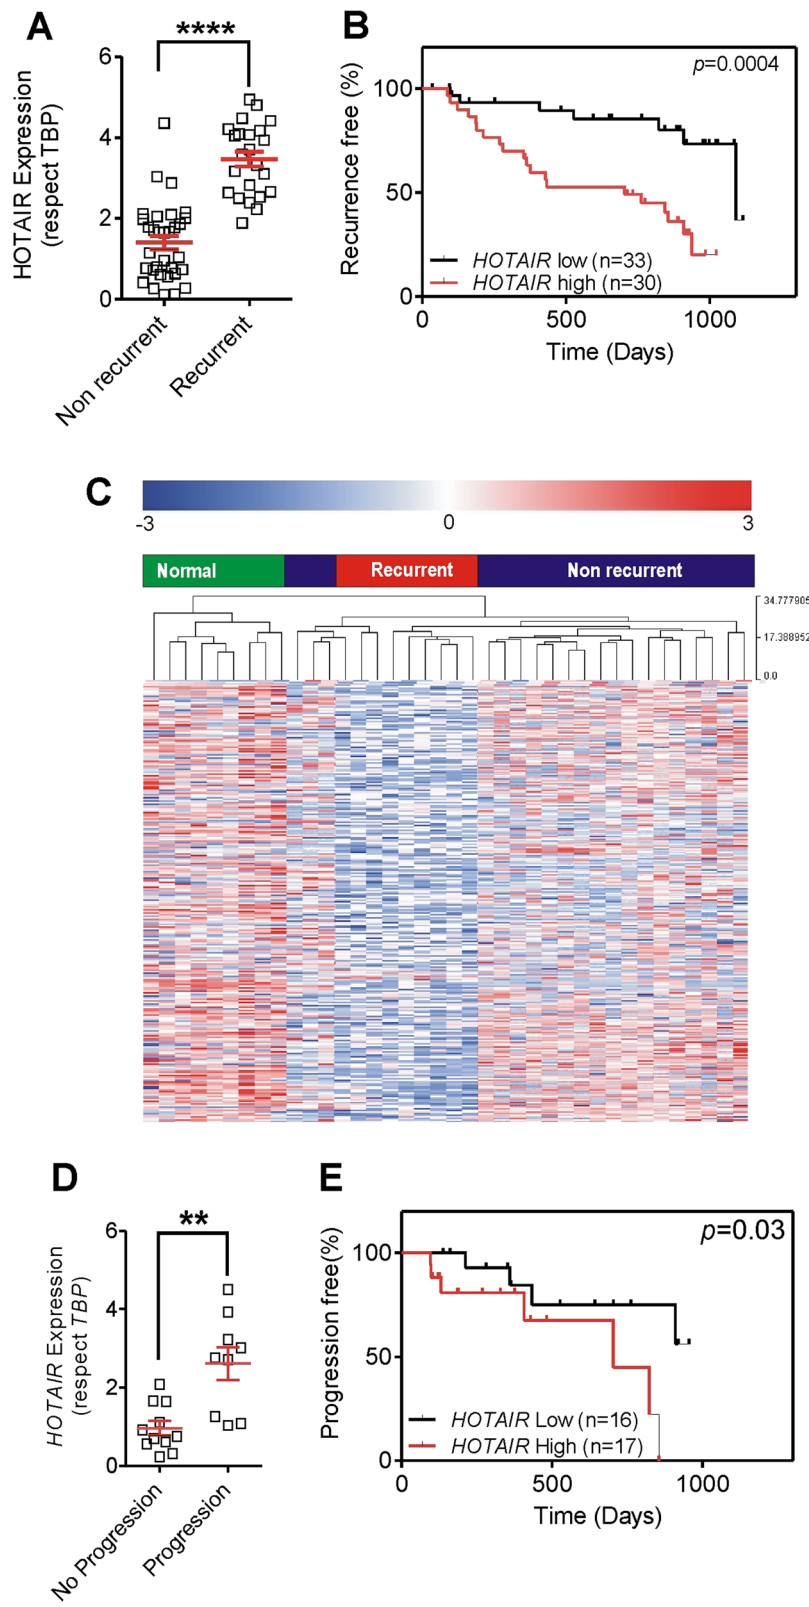 A
****
HOTAIR Expression
(respect TBP)
6
4
2
0
Non recurrent
Recurrent
B
p=0.0004
Recurrence free (%)
100
50
0
HOTAIR low (n=33)
HOTAIR high (n=30)
0 500 1000
Time (Days)
C
-3 0 3
Normal Recurrent Non recurrent
34.777905
17.388952
0.0
D
**
HOTAIR Expression
(respect TBP)
6
4
2
0
No Progression
Progression
E
p=0.03
Progression free(%)
100
50
0
HOTAIR Low (n=16)
HOTAIR High (n=17)
0 500 1000
Time (Days)